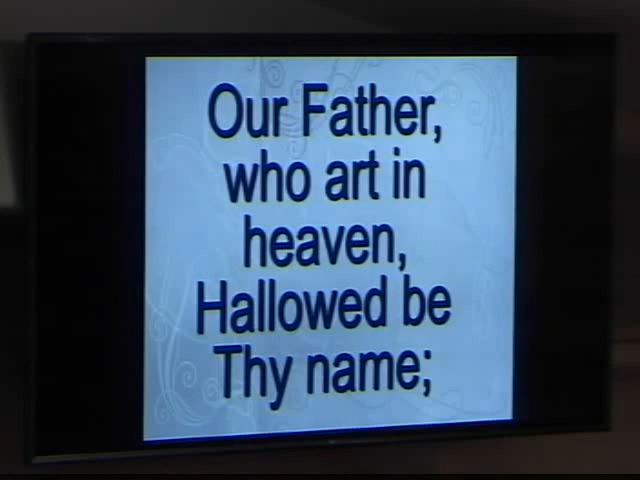 Our Father,
who art in
heaven,
Hallowed be
Thy name;